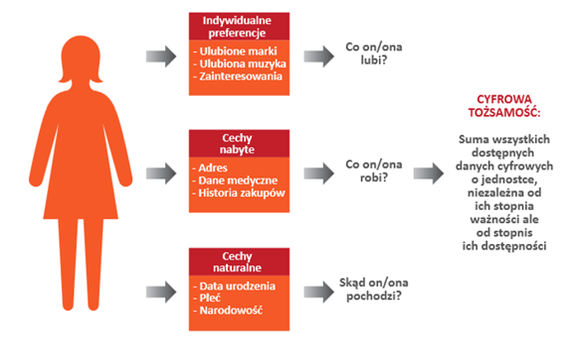 Indywidualne
preferencje
- Ulubione marki
- Ulubiona muzyka
- Zainteresowania
Co on/ona
lubi?
Cechy
nabyte
- Adres
- Dane medyczne
- Historia zakupów
Co on/ona
robi?
Cechy
naturalne
- Data urodzenia
- Płeć
- Narodowość
Skąd on/ona
pochodzi?
CYFROWA
TOŻSAMOŚĆ:
Suma wszystkich
dostępnych
danych cyfrowych
o jednostce,
niezależna od
ich stopnia
ważności ale
od stopnis
ich dostępności